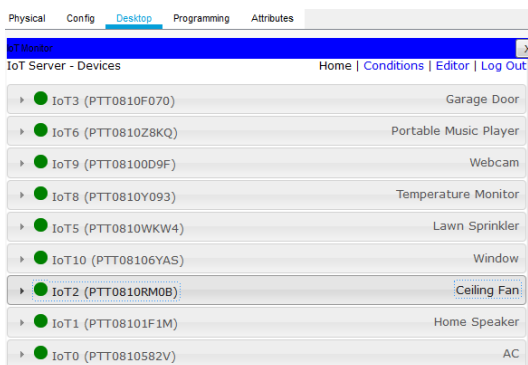 Physical Config Desktop Programming Attributes
IoT Monitor X
IoT Server - Devices Home | Conditions | Editor | Log Out
IoT3 (PTT0810F070) Garage Door
IoT6 (PTT0810Z8KQ) Portable Music Player
IoT9 (PTT08100D9F) Webcam
IoT8 (PTT0810Y093) Temperature Monitor
IoT5 (PTT0810WKW4) Lawn Sprinkler
IoT10 (PTT08106YAS) Window
IoT2 (PTT0810RM0B) Ceiling Fan
IoT1 (PTT08101F1M) Home Speaker
IoT0 (PTT0810582V) AC